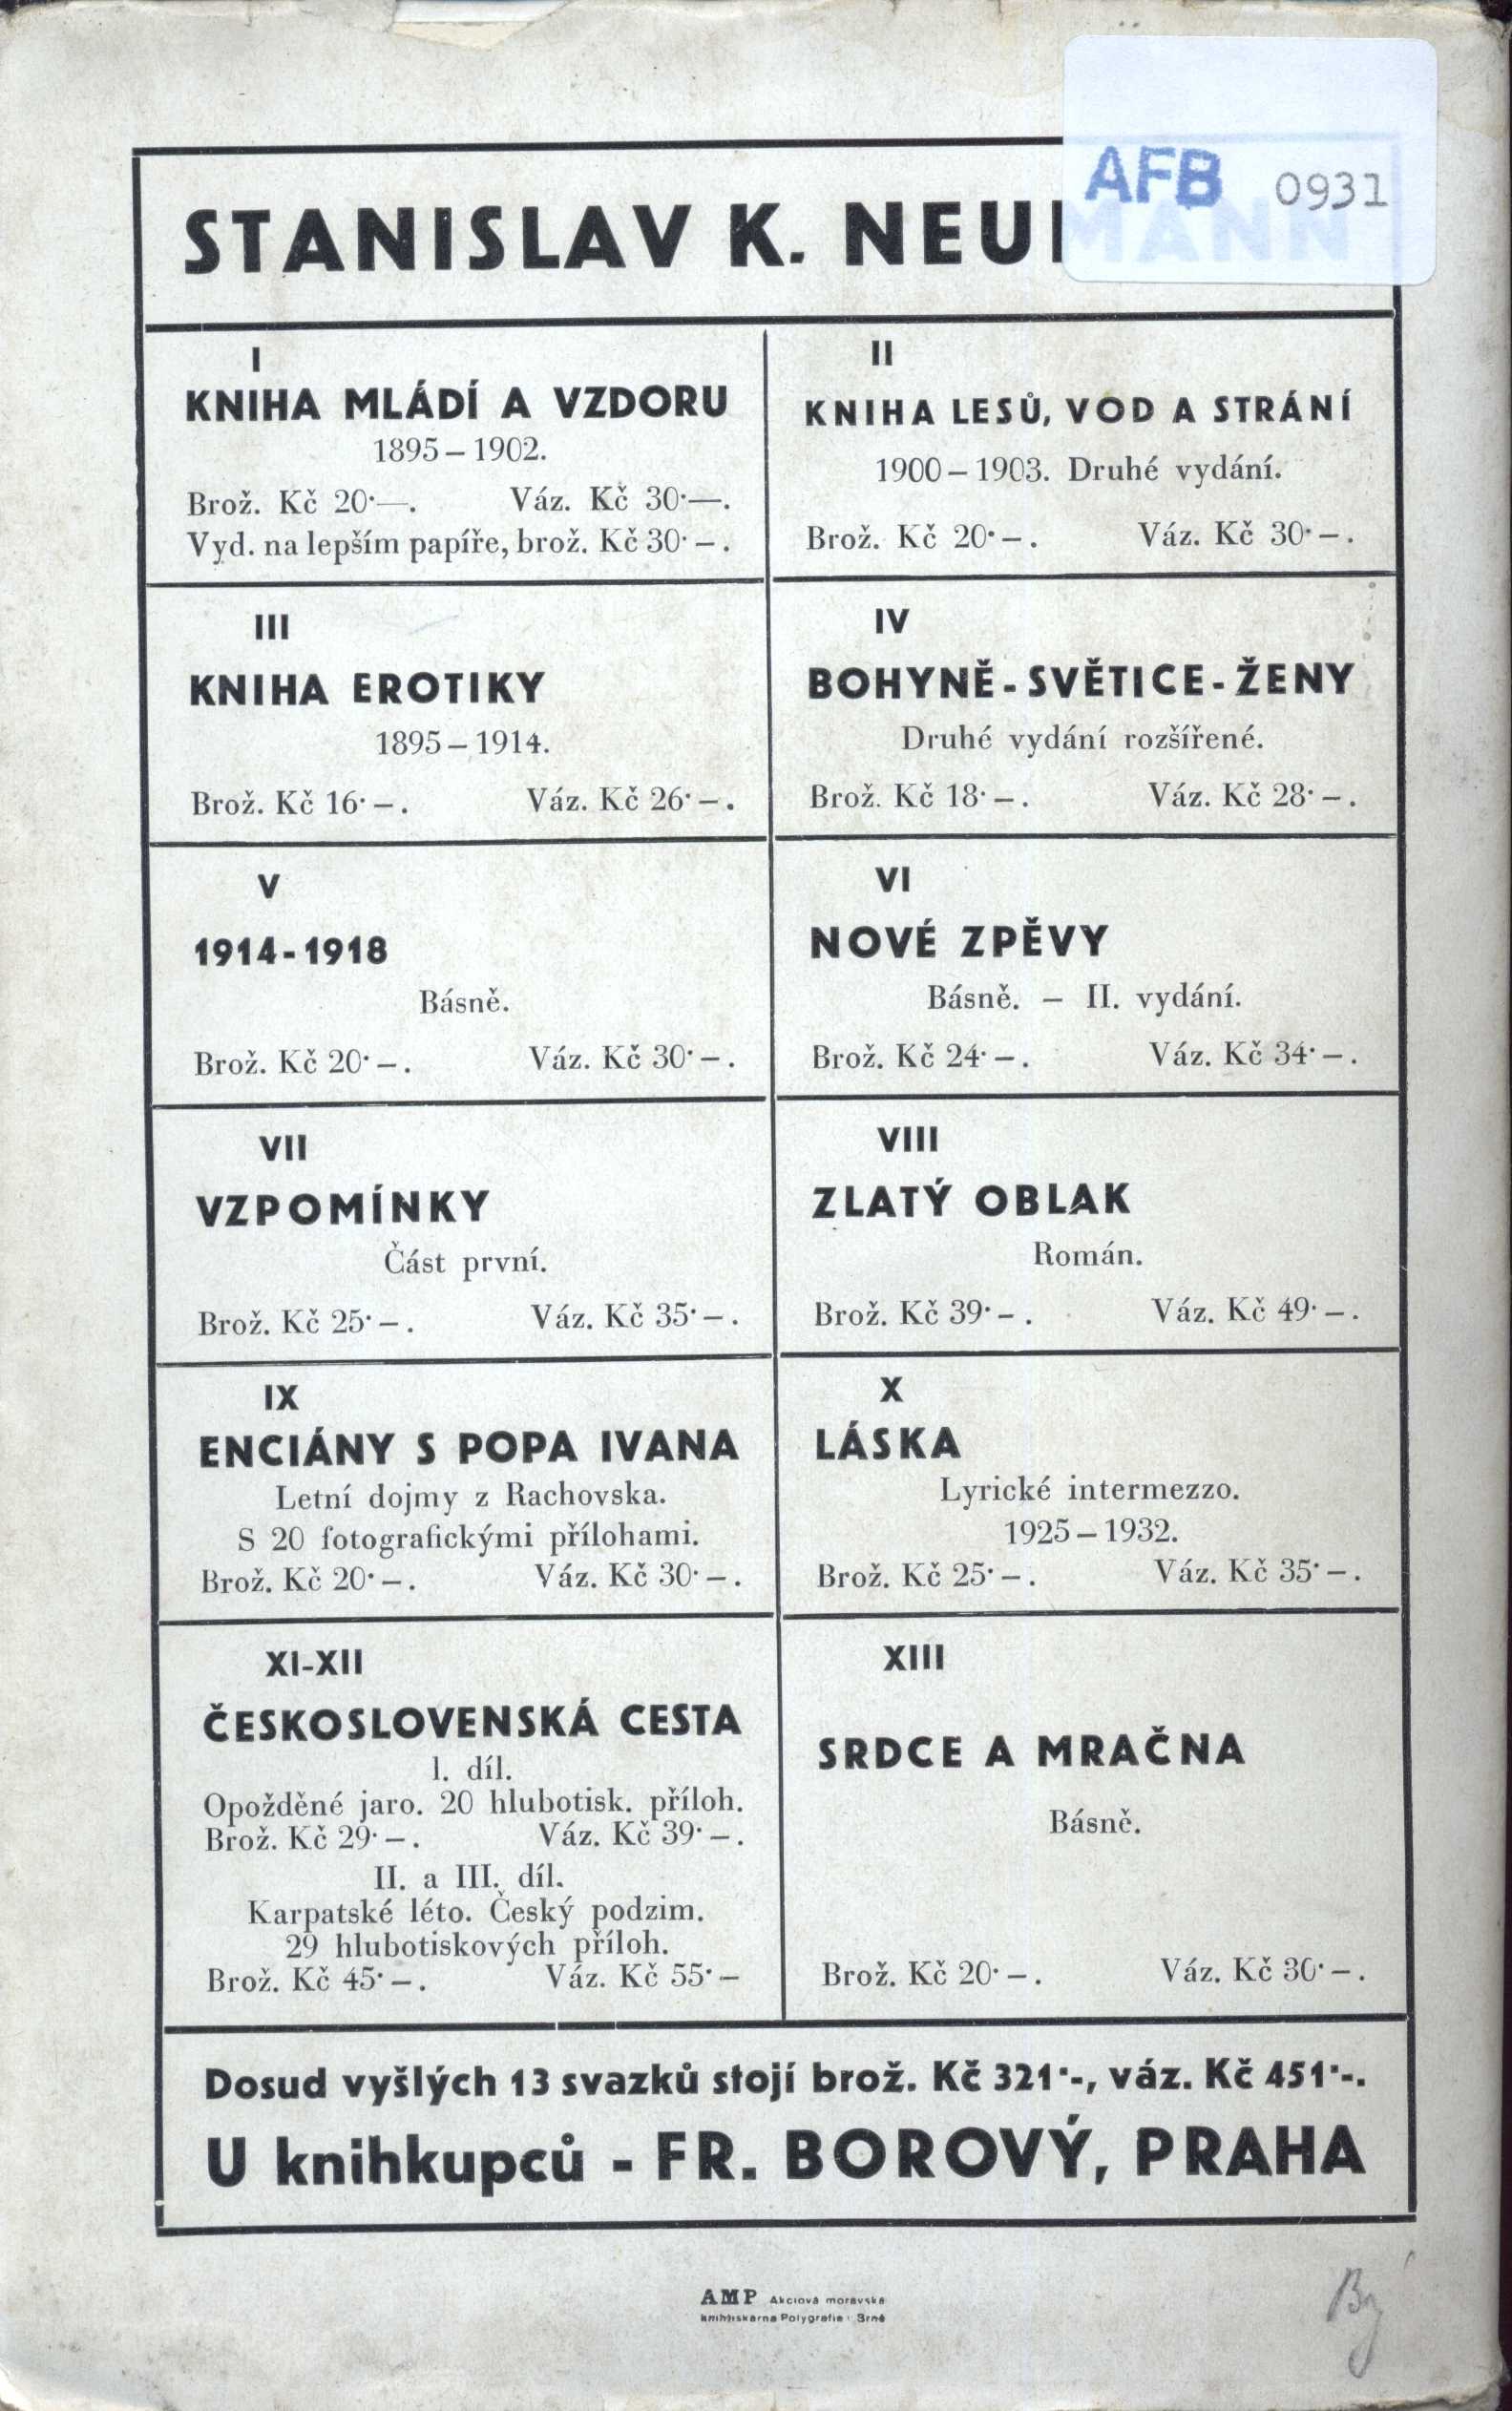 AFB 0931
STANISLAV K. NEUMANN
I
KNIHA MLÁDÍ A VZDORU
1895–1902.
Brož. Kč 20·—. Váz. Kč 30·—.
Vyd. na lepším papíře, brož. Kč 30·–.
II
KNIHA LESŮ, VOD A STRÁNÍ
1900–1903. Druhé vydání.
Brož. Kč 20·–. Váz. Kč 30·–.
III
KNIHA EROTIKY
1895–1914.
Brož. Kč 16·–. Váz. Kč 26·–.
IV
BOHYNĚ-SVĚTICE-ŽENY
Druhé vydání rozšířené.
Brož. Kč 18·–. Váz. Kč 28·–.
V
1914-1918
Básně.
Brož. Kč 20·–. Váz. Kč 30·–.
VI
NOVÉ ZPĚVY
Básně. – II. vydání.
Brož. Kč 24·–. Váz. Kč 34·–.
VII
VZPOMÍNKY
Část první.
Brož. Kč 25·–. Váz. Kč 35·–.
VIII
ZLATÝ OBLAK
Román.
Brož. Kč 39·–. Váz. Kč 49·–.
IX
ENCIÁNY S POPA IVANA
Letní dojmy z Rachovska.
S 20 fotografickými přílohami.
Brož. Kč 20·–. Váz. Kč 30·–.
X
LÁSKA
Lyrické intermezzo.
1925–1932.
Brož. Kč 25·–. Váz. Kč 35·–.
XI-XII
ČESKOSLOVENSKÁ CESTA
I. díl.
Opožděné jaro. 20 hlubotisk. příloh.
Brož. Kč 29·–. Váz. Kč 39·–.
II. a III. díl.
Karpatské léto. Český podzim.
29 hlubotiskových příloh.
Brož. Kč 45·–. Váz. Kč 55·–
XIII
SRDCE A MRAČNA
Básně.
Brož. Kč 20·–. Váz. Kč 30·–.
Dosud vyšlých 13 svazků stojí brož. Kč 321·-, váz. Kč 451·-.
U knihkupců - FR. BOROVÝ, PRAHA
AMP Akciová moravská
knihtiskárna Polygrafie Brně